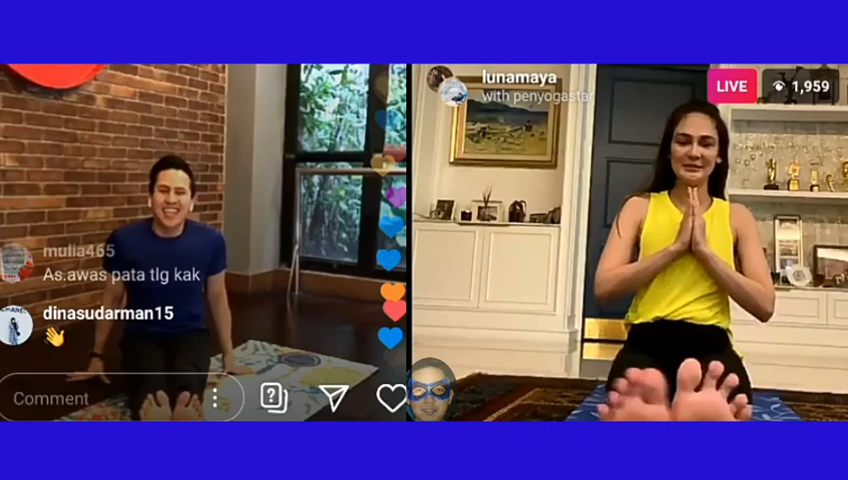 mulia465
As.awas pata tlg kak
dinasudarman15
Comment
lunamaya
with penyogastar
LIVE
1,959